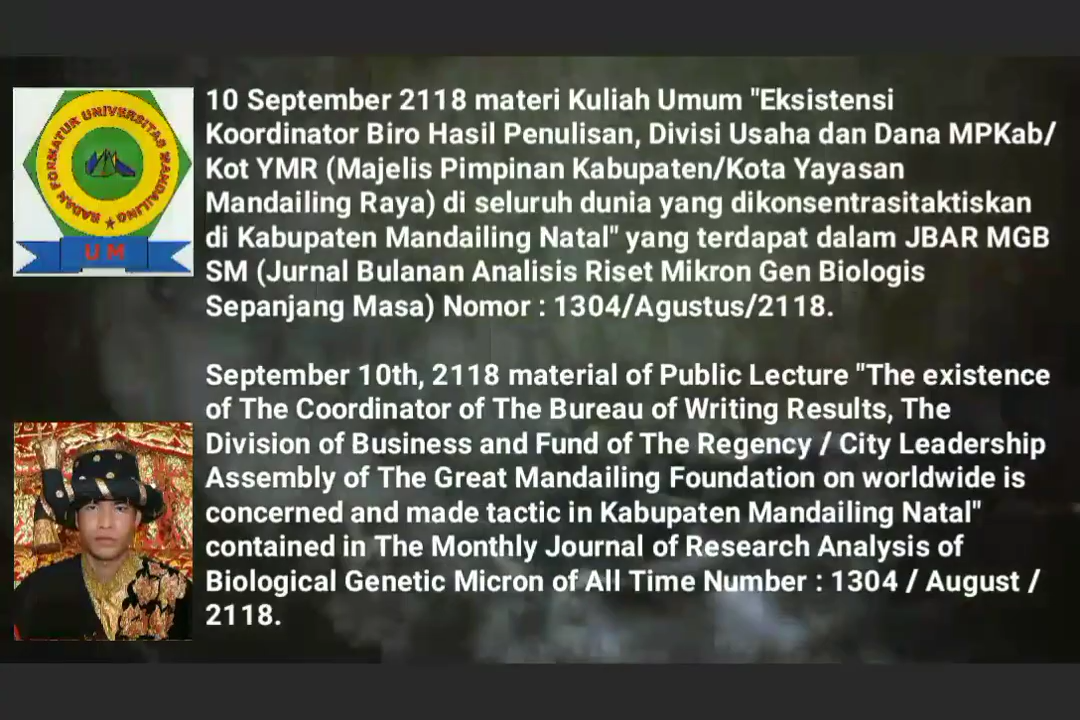 BADAN FORMATUR UNIVERSITAS MANDAILING
UM
10 September 2118 materi Kuliah Umum "Eksistensi
Koordinator Biro Hasil Penulisan, Divisi Usaha dan Dana MPKab/
Kot YMR (Majelis Pimpinan Kabupaten/Kota Yayasan
Mandailing Raya) di seluruh dunia yang dikonsentrasitaktiskan
di Kabupaten Mandailing Natal" yang terdapat dalam JBAR MGB
SM (Jurnal Bulanan Analisis Riset Mikron Gen Biologis
Sepanjang Masa) Nomor : 1304/Agustus/2118.
September 10th, 2118 material of Public Lecture "The existence
of The Coordinator of The Bureau of Writing Results, The
Division of Business and Fund of The Regency / City Leadership
Assembly of The Great Mandailing Foundation on worldwide is
concerned and made tactic in Kabupaten Mandailing Natal"
contained in The Monthly Journal of Research Analysis of
Biological Genetic Micron of All Time Number : 1304 / August /
2118.